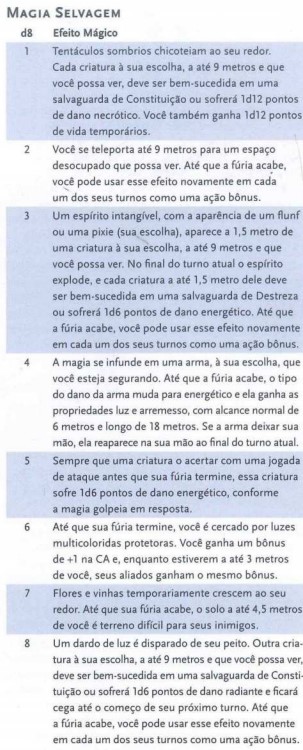 MAGIA SELVAGEM
d8 Efeito Mágico
1 Tentáculos sombrios chicoteiam ao seu redor.
Cada criatura à sua escolha, a até 9 metros e que
você possa ver, deve ser bem-sucedida em uma
salvaguarda de Constituição ou sofrerá 1d12 pontos
de dano necrótico. Você também ganha 1d12 pontos
de vida temporários.
2 Você se teleporta até 9 metros para um espaço
desocupado que possa ver. Até que a fúria acabe,
você pode usar esse efeito novamente em cada
um dos seus turnos como uma ação bônus.
3 Um espírito intangível, com a aparência de um flunf
ou uma pixie (sua escolha), aparece a 1,5 metro de
uma criatura à sua escolha, a até 9 metros e que
você possa ver. No final do turno atual o espírito
explode, e cada criatura a até 1,5 metro dele deve
ser bem-sucedida em uma salvaguarda de Destreza
ou sofrerá 1d6 pontos de dano energético. Até que
a fúria acabe, você pode usar esse efeito novamente
em cada um dos seus turnos como uma ação bônus.
4 A magia se infunde em uma arma, à sua escolha, que
você esteja segurando. Até que a fúria acabe, o tipo
do dano da arma muda para energético e ela ganha as
propriedades luz e arremesso, com alcance normal de
6 metros e longo de 18 metros. Se a arma deixar sua
mão, ela reaparece na sua mão ao final do turno atual.
5 Sempre que uma criatura o acertar com uma jogada
de ataque antes que sua fúria termine, essa criatura
sofre 1d6 pontos de dano energético, conforme
a magia golpeia em resposta.
6 Até que sua fúria termine, você é cercado por luzes
multicoloridas protetoras. Você ganha um bônus
de +1 na CA e, enquanto estiverem a até 3 metros
de você, seus aliados ganham o mesmo bônus.
7 Flores e vinhas temporariamente crescem ao seu
redor. Até que sua fúria acabe, o solo a até 4,5 metros
de você é terreno difícil para seus inimigos.
8 Um dardo de luz é disparado de seu peito. Outra cria-
tura à sua escolha, a até 9 metros e que você possa ver,
deve ser bem-sucedida em uma salvaguarda de Consti-
tuição ou sofrerá 1d6 pontos de dano radiante e ficará
cega até o começo de seu próximo turno. Até que
a fúria acabe, você pode usar esse efeito novamente
em cada um dos seus turnos como uma ação bônus.